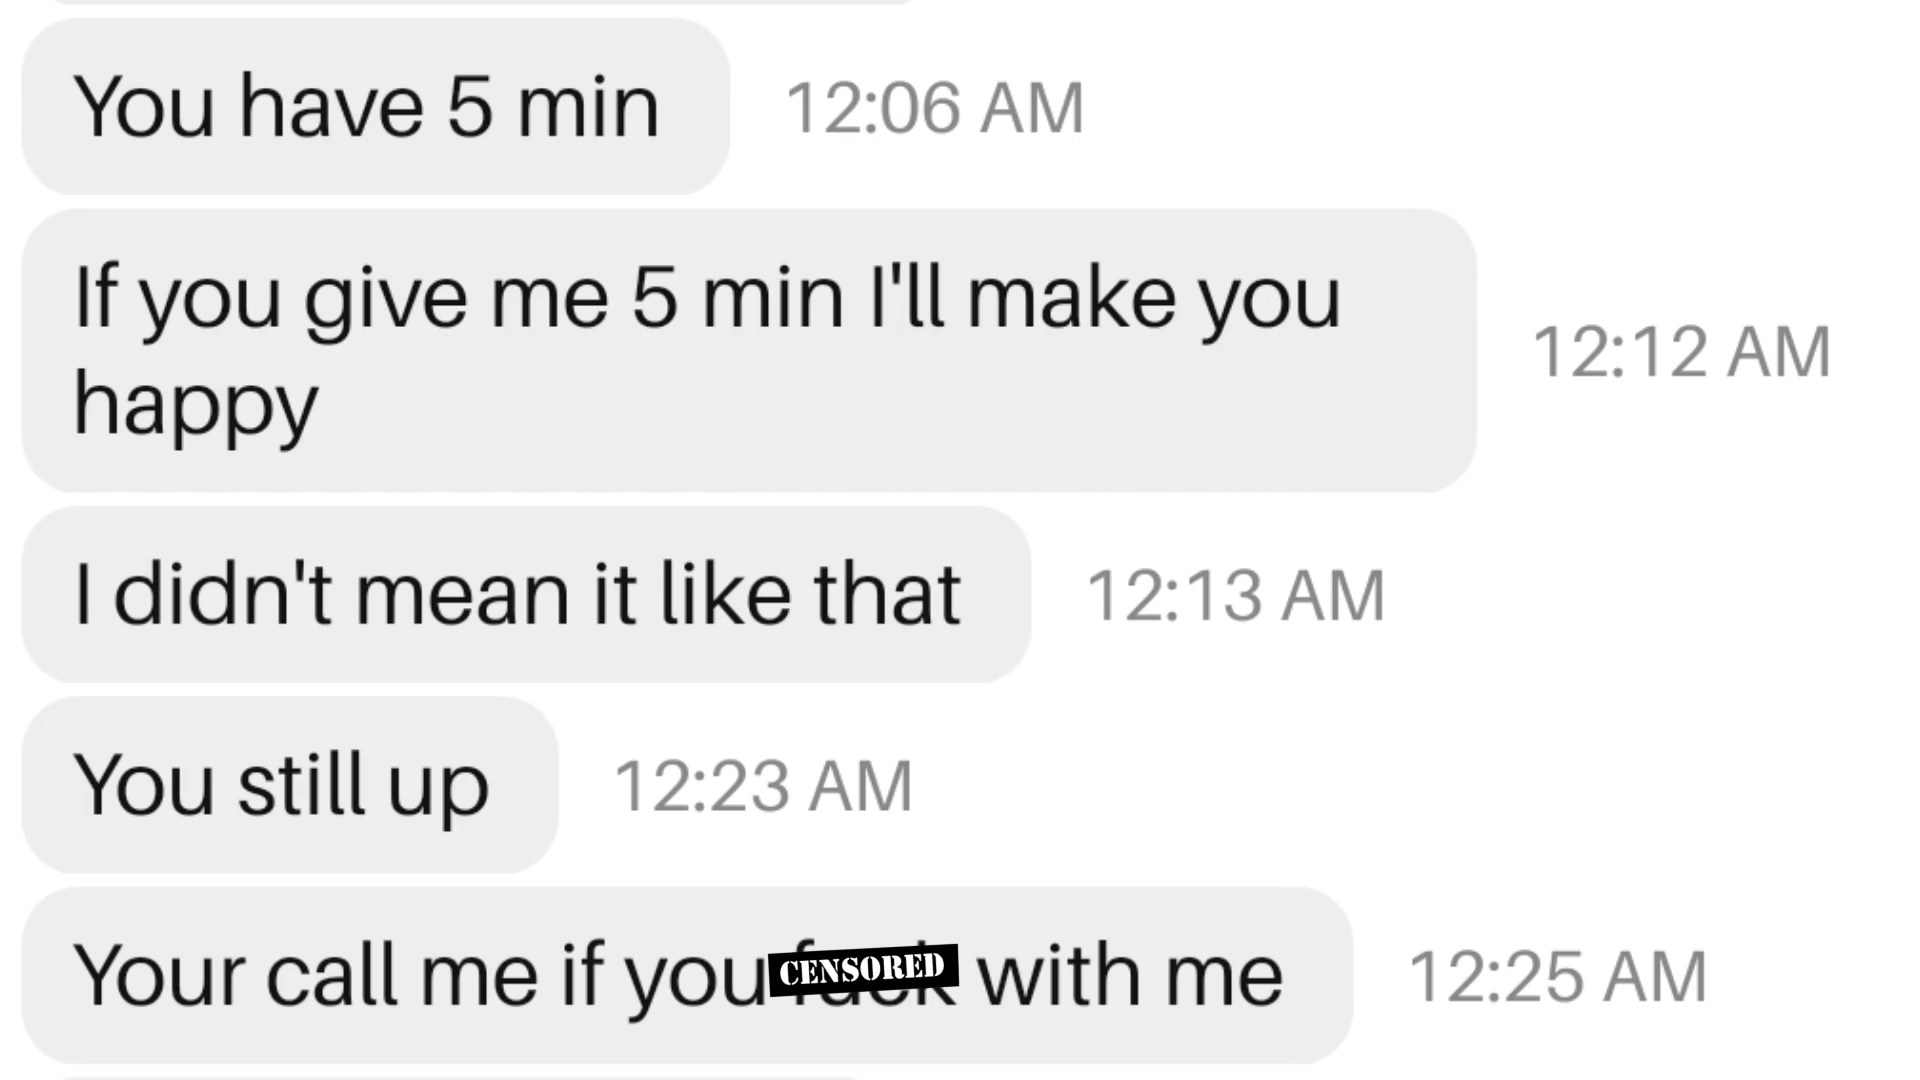 You have 5 min
12:06 AM
If you give me 5 min I'll make you
happy
12:12 AM
I didn't mean it like that
12:13 AM
You still up
12:23 AM
Your call me if you fuck with me
CENSORED
12:25 AM